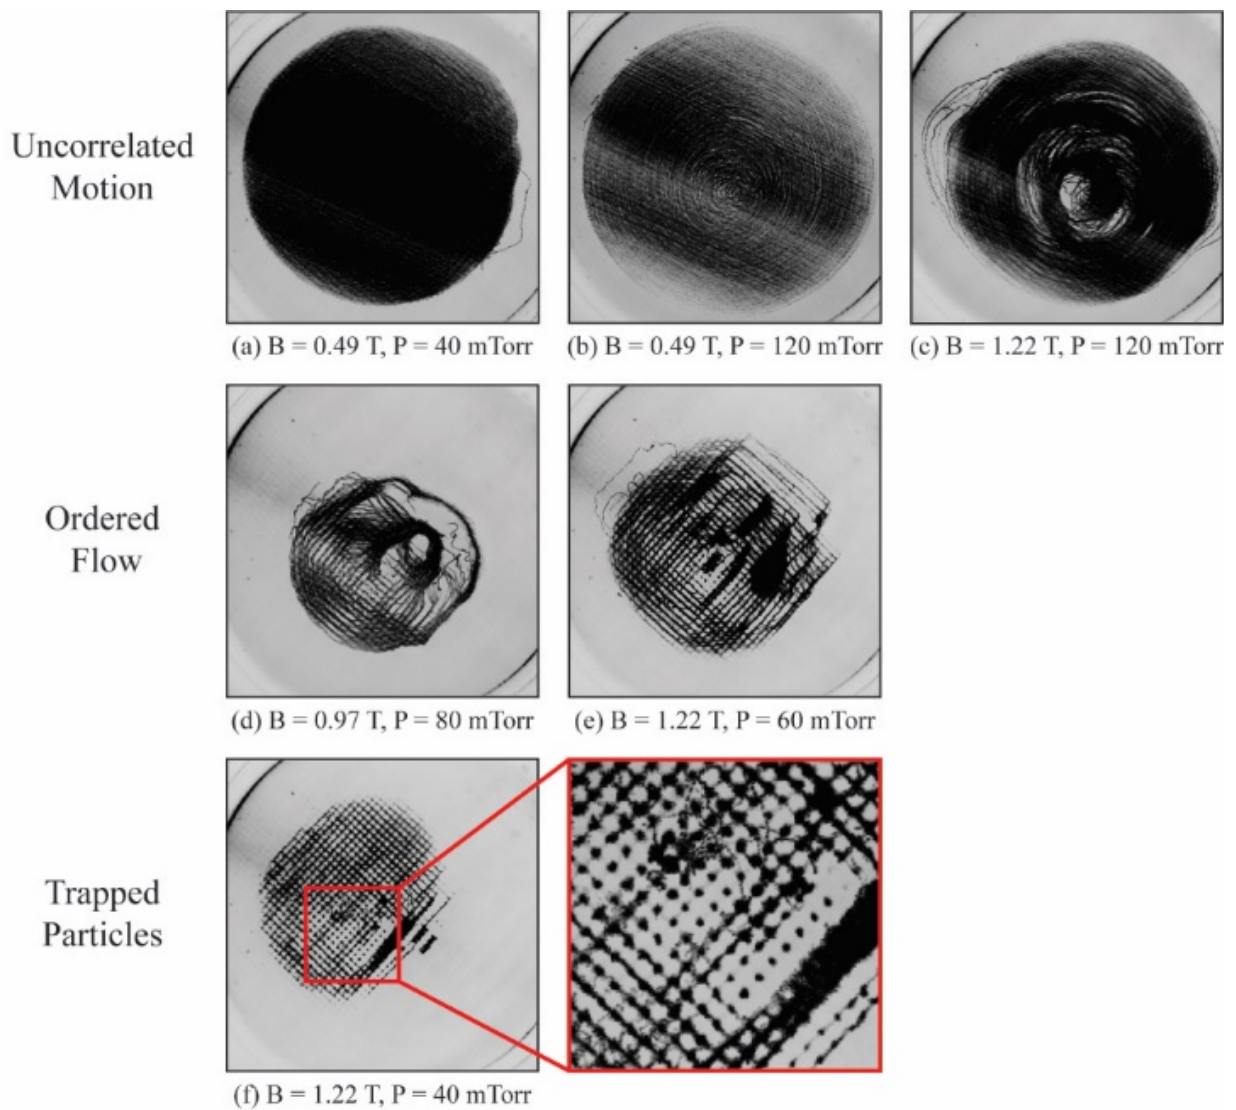 Uncorrelated
Motion
(a) B = 0.49 T, P = 40 mTorr
(b) B = 0.49 T, P = 120 mTorr
(c) B = 1.22 T, P = 120 mTorr
Ordered
Flow
(d) B = 0.97 T, P = 80 mTorr
(e) B = 1.22 T, P = 60 mTorr
Trapped
Particles
(f) B = 1.22 T, P = 40 mTorr